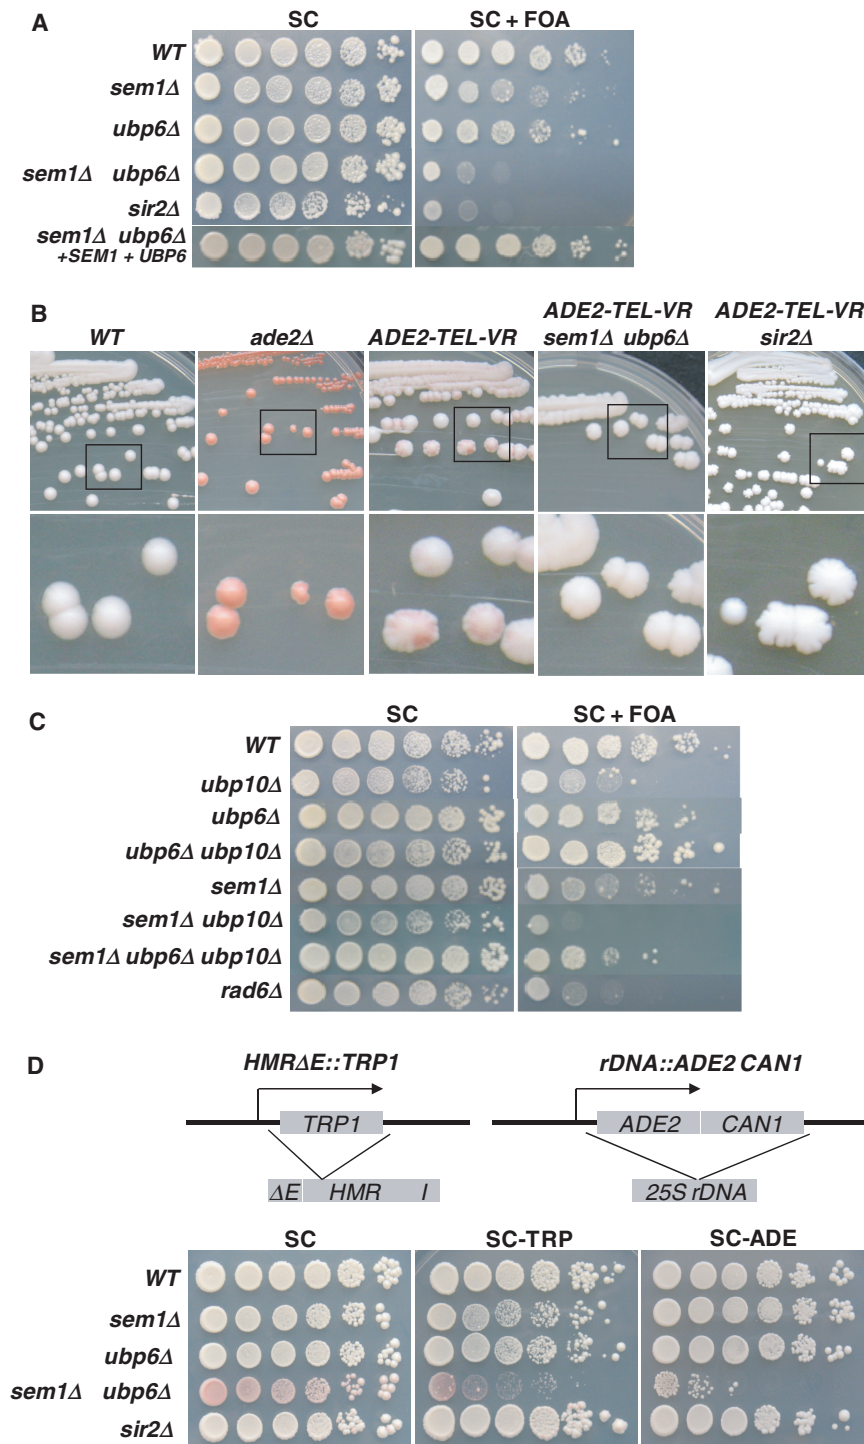 A
SC
SC + FOA
WT
sem1Δ
ubp6Δ
sem1Δ ubp6Δ
sir2Δ
sem1Δ ubp6Δ
+SEM1 + UBP6
B
WT
ade2Δ
ADE2-TEL-VR
ADE2-TEL-VR
sem1Δ ubp6Δ
ADE2-TEL-VR
sir2Δ
C
SC
SC + FOA
WT
ubp10Δ
ubp6Δ
ubp6Δ ubp10Δ
sem1Δ
sem1Δ ubp10Δ
sem1Δ ubp6Δ ubp10Δ
rad6Δ
D
HMRΔE::TRP1
rDNA::ADE2 CAN1
TRP1
ADE2 CAN1
ΔE HMR I
25S rDNA
SC
SC-TRP
SC-ADE
WT
sem1Δ
ubp6Δ
sem1Δ ubp6Δ
sir2Δ